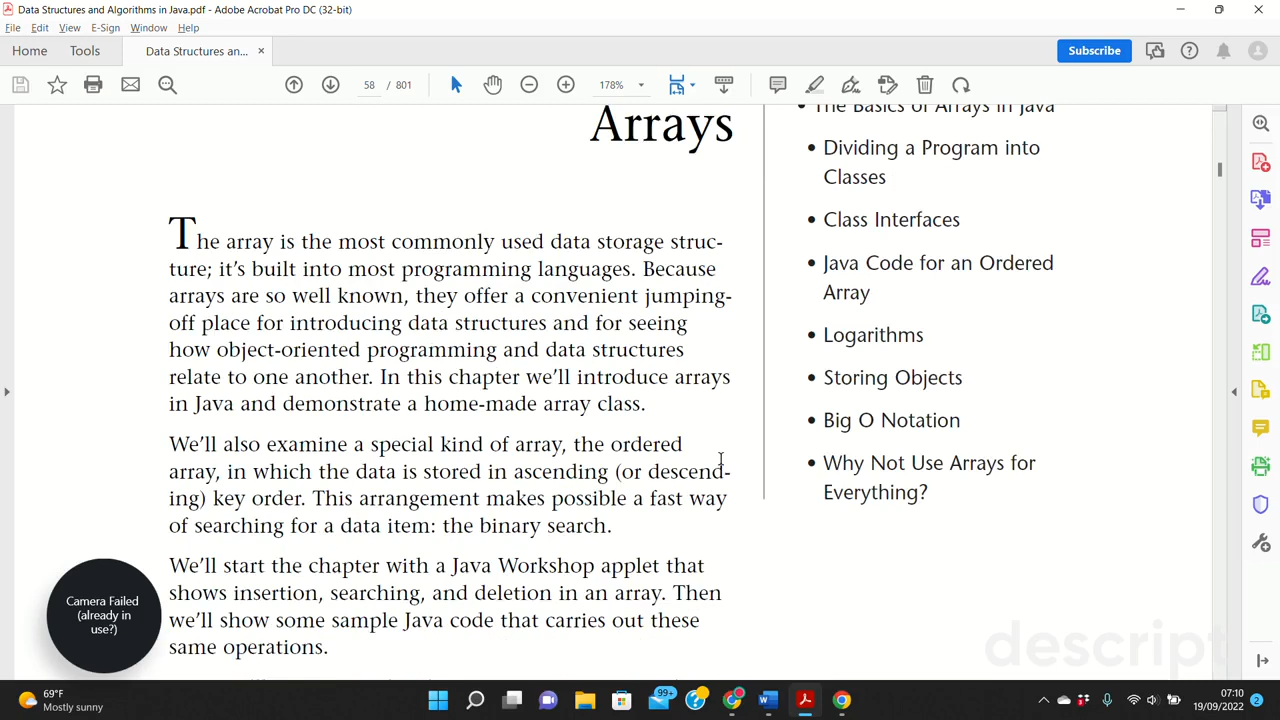 Data Structures and Algorithms in Java.pdf - Adobe Acrobat Pro DC (32-bit)
File Edit View E-Sign Window Help
Home Tools Data Structures an... ×
Subscribe
58 / 801
178%
Arrays
The array is the most commonly used data storage struc-
ture; it's built into most programming languages. Because
arrays are so well known, they offer a convenient jumping-
off place for introducing data structures and for seeing
how object-oriented programming and data structures
relate to one another. In this chapter we'll introduce arrays
in Java and demonstrate a home-made array class.
We'll also examine a special kind of array, the ordered
array, in which the data is stored in ascending (or descend-
ing) key order. This arrangement makes possible a fast way
of searching for a data item: the binary search.
We'll start the chapter with a Java Workshop applet that
shows insertion, searching, and deletion in an array. Then
we'll show some sample Java code that carries out these
same operations.
• The Basics of Arrays in Java
• Dividing a Program into
Classes
• Class Interfaces
• Java Code for an Ordered
Array
• Logarithms
• Storing Objects
• Big O Notation
• Why Not Use Arrays for
Everything?
Camera Failed
(already in
use?)
descript
69°F
Mostly sunny
99+
07:10
19/09/2022
2